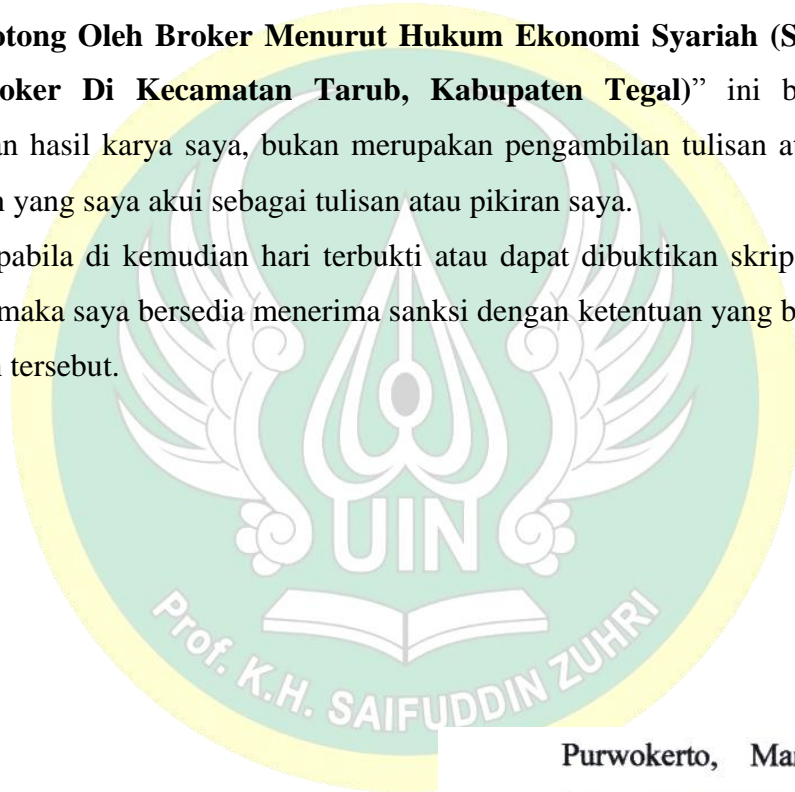 otong Oleh Broker Menurut Hukum Ekonomi Syariah (S
oker Di Kecamatan Tarub, Kabupaten Tegal)” ini b
an hasil karya saya, bukan merupakan pengambilan tulisan at
n yang saya akui sebagai tulisan atau pikiran saya.
pabila di kemudian hari terbukti atau dapat dibuktikan skrip
maka saya bersedia menerima sanksi dengan ketentuan yang b
n tersebut.
UIN
Prof. K.H. SAIFUDDIN ZUHRI
Purwokerto, Mar